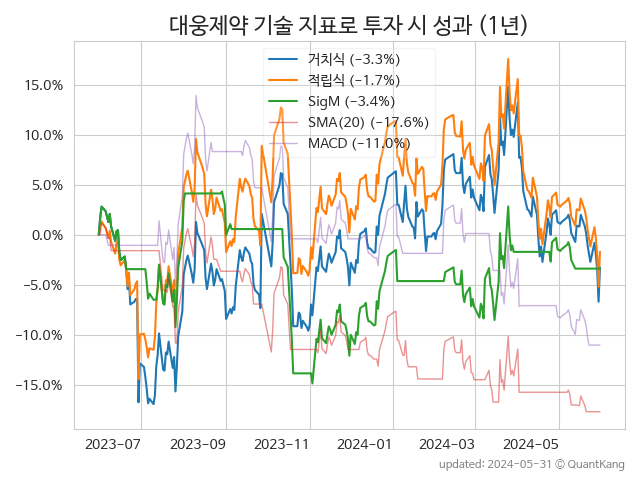 대웅제약 기술 지표로 투자 시 성과 (1년)
거치식 (−3.3%)
적립식 (−1.7%)
SigM (−3.4%)
SMA(20) (−17.6%)
MACD (−11.0%)
15.0%
10.0%
5.0%
0.0%
−5.0%
−10.0%
−15.0%
2023−07 2023−09 2023−11 2024−01 2024−03 2024−05
updated: 2024−05−31 ⓒ QuantKang